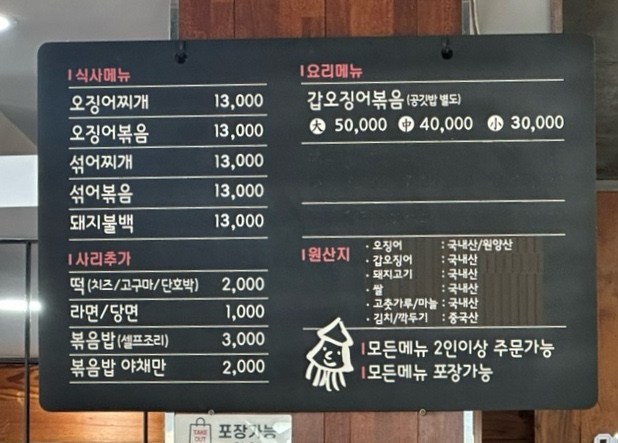 식사메뉴
오징어찌개 13,000
오징어볶음 13,000
섞어찌개 13,000
섞어볶음 13,000
돼지불백 13,000
사리추가
떡(치즈/고구마/단호박) 2,000
라면/당면 1,000
볶음밥(셀프조리) 3,000
볶음밥 야채만 2,000
요리메뉴
갑오징어볶음(공깃밥 별도)
大 50,000 中 40,000 小 30,000
원산지
· 오징어 : 국내산/원양산
· 갑오징어 : 국내산
· 돼지고기 : 국내산
· 쌀 : 국내산
· 고춧가루/마늘 : 국내산
· 김치/깍두기 : 중국산
모든메뉴 2인이상 주문가능
모든메뉴 포장가능
TAKE OUT
포장가능